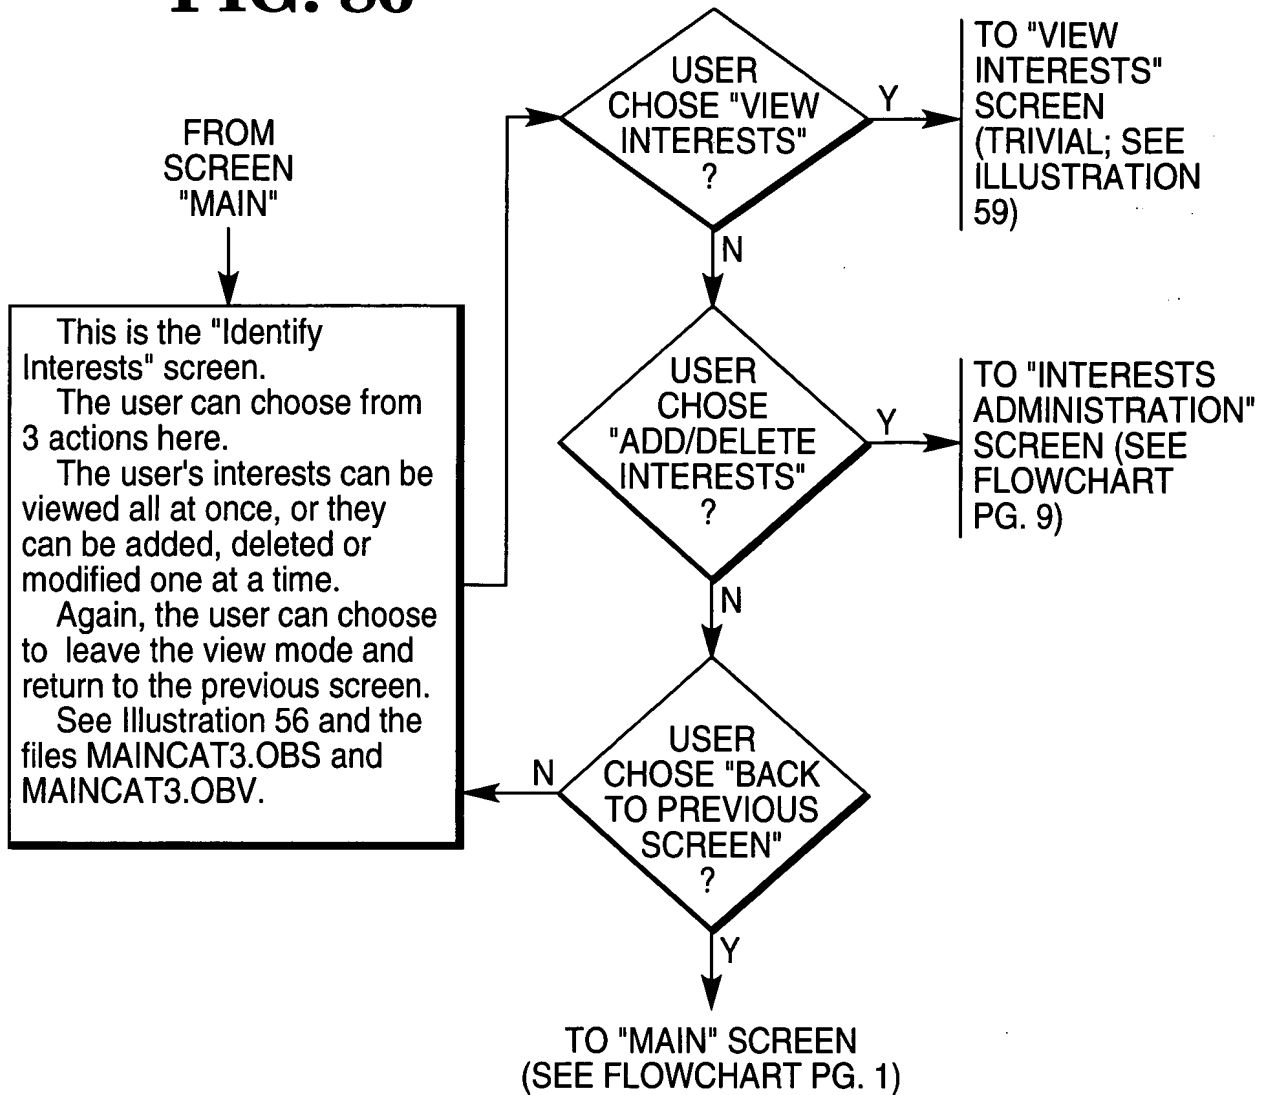 FIG. 80
FROM
SCREEN
"MAIN"
This is the "Identify
Interests" screen.
The user can choose from
3 actions here.
The user's interests can be
viewed all at once, or they
can be added, deleted or
modified one at a time.
Again, the user can choose
to leave the view mode and
return to the previous screen.
See Illustration 56 and the
files MAINCAT3.OBS and
MAINCAT3.OBV.
USER
CHOSE "VIEW
INTERESTS"
?
Y
TO "VIEW
INTERESTS"
SCREEN
(TRIVIAL; SEE
ILLUSTRATION
59)
N
USER
CHOSE
"ADD/DELETE
INTERESTS"
?
Y
TO "INTERESTS
ADMINISTRATION"
SCREEN (SEE
FLOWCHART
PG. 9)
N
USER
CHOSE "BACK
TO PREVIOUS
SCREEN"
?
N
Y
TO "MAIN" SCREEN
(SEE FLOWCHART PG. 1)